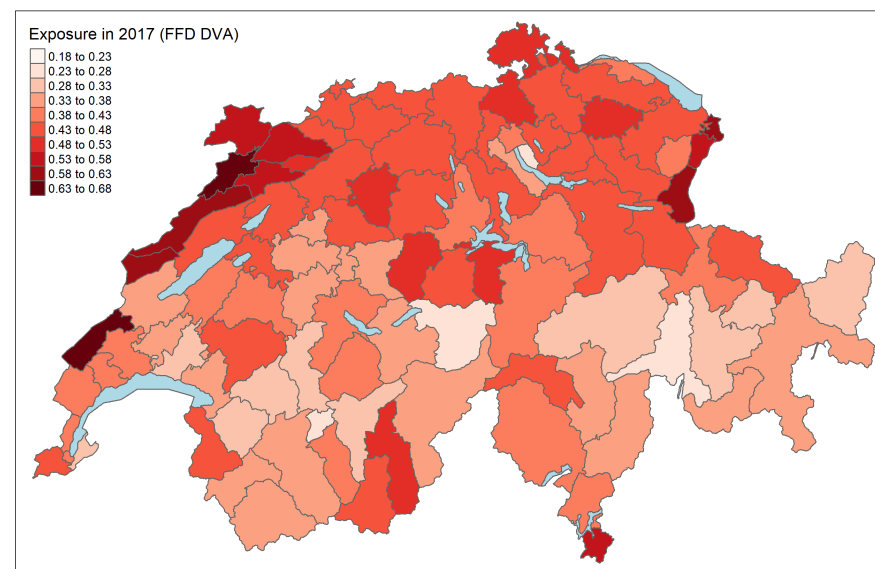 Exposure in 2017 (FFD DVA)
0.18 to 0.23
0.23 to 0.28
0.28 to 0.33
0.33 to 0.38
0.38 to 0.43
0.43 to 0.48
0.48 to 0.53
0.53 to 0.58
0.58 to 0.63
0.63 to 0.68